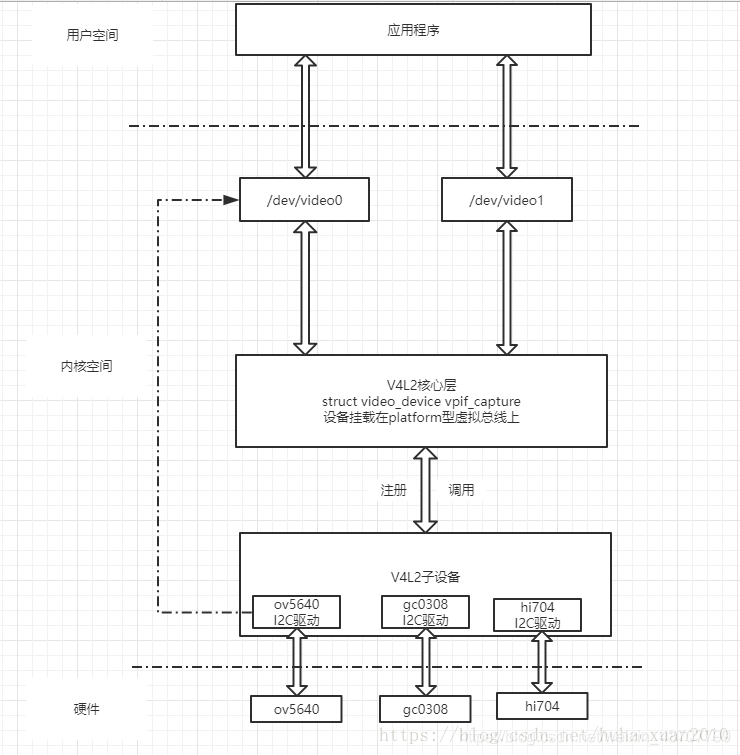 用户空间
应用程序
/dev/video0
/dev/video1
内核空间
V4L2核心层
struct video_device vpif_capture
设备挂载在platform型虚拟总线上
注册
调用
V4L2子设备
ov5640
I2C驱动
gc0308
I2C驱动
hi704
I2C驱动
硬件
ov5640
gc0308
hi704